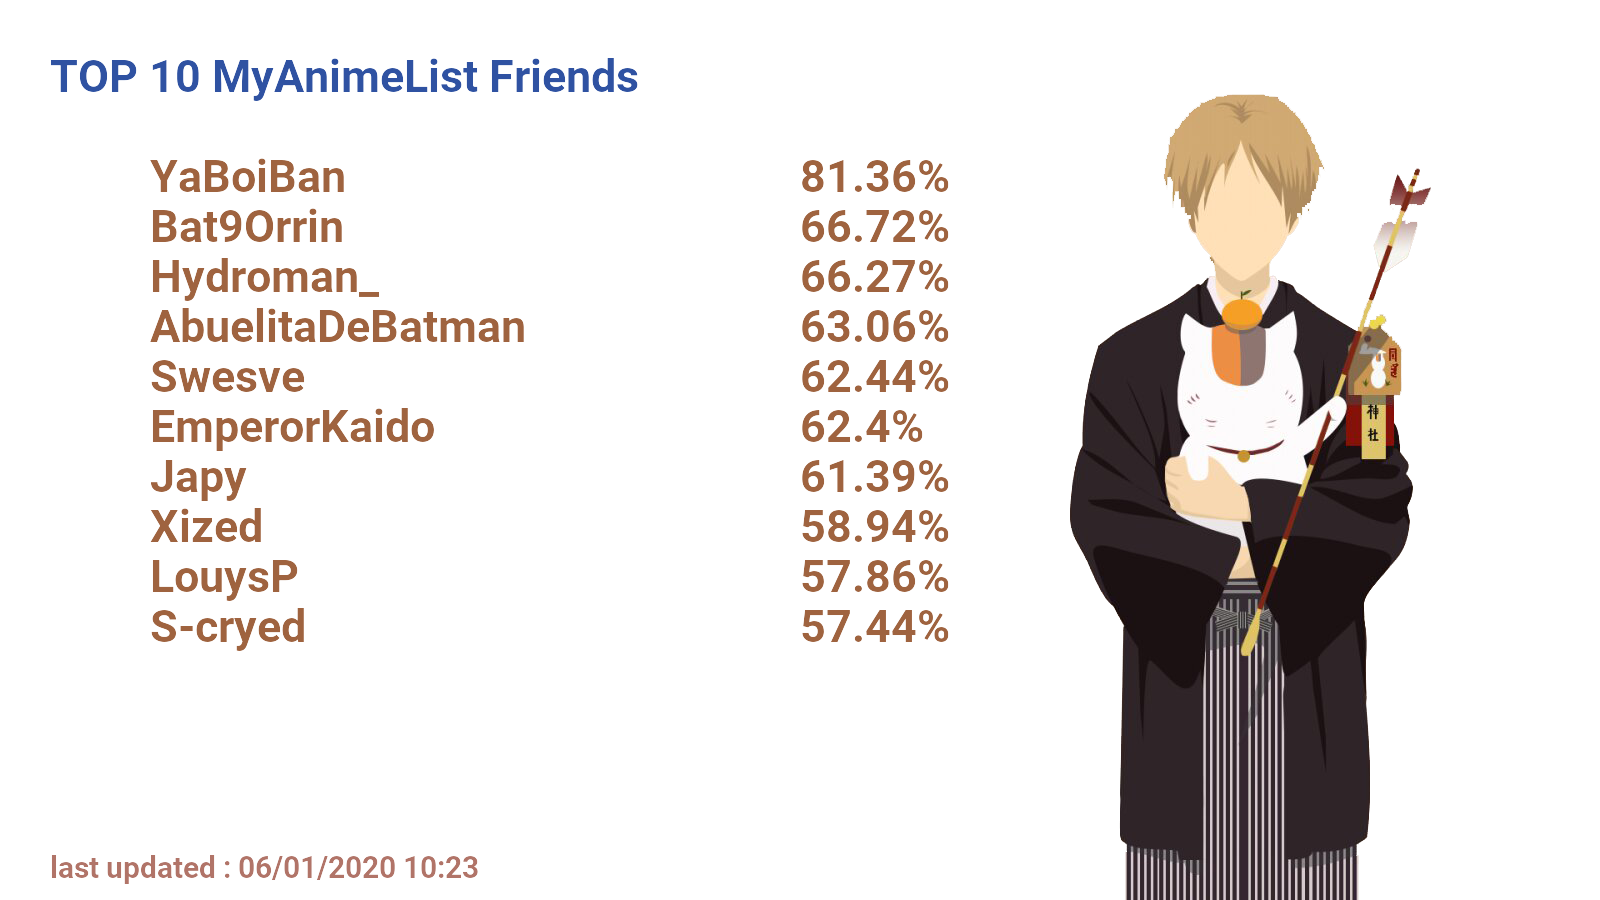 TOP 10 MyAnimeList Friends
YaBoiBan 81.36%
Bat9Orrin 66.72%
Hydroman_ 66.27%
AbuelitaDeBatman 63.06%
Swesve 62.44%
EmperorKaido 62.4%
Japy 61.39%
Xized 58.94%
LouysP 57.86%
S-cryed 57.44%
神社
last updated : 06/01/2020 10:23